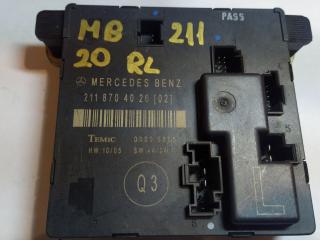 PASS
MB 211
20 RL
MERCEDES BENZ
211 870 40 26 [02]
TEMIC
HW:10/05
Q3
L